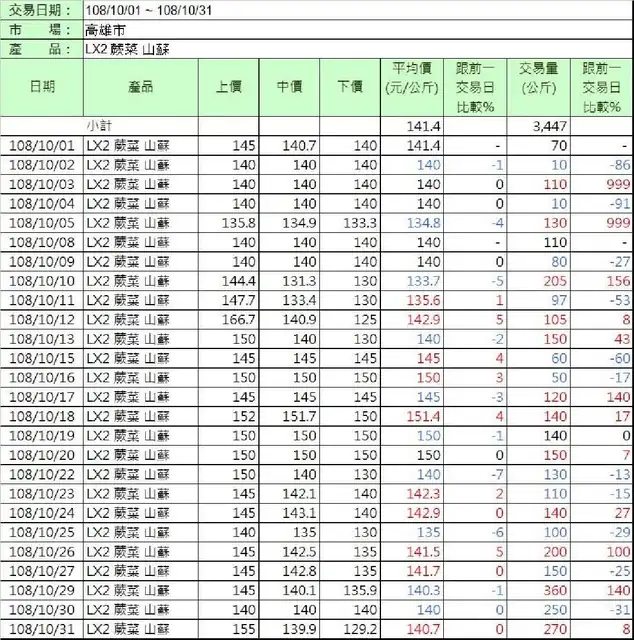 交易日期： 108/10/01 ~ 108/10/31
市　場： 高雄市
產　品： LX2 蕨菜 山蘇
日期 產品 上價 中價 下價 平均價(元/公斤) 跟前一交易日比較% 交易量(公斤) 跟前一交易日比較%
小計 141.4 3,447
108/10/01 LX2 蕨菜 山蘇 145 140.7 140 141.4 - 70 -
108/10/02 LX2 蕨菜 山蘇 140 140 140 140 -1 10 -86
108/10/03 LX2 蕨菜 山蘇 140 140 140 140 0 110 999
108/10/04 LX2 蕨菜 山蘇 140 140 140 140 0 10 -91
108/10/05 LX2 蕨菜 山蘇 135.8 134.9 133.3 134.8 -4 130 999
108/10/08 LX2 蕨菜 山蘇 140 140 140 140 - 110 -
108/10/09 LX2 蕨菜 山蘇 140 140 140 140 0 80 -27
108/10/10 LX2 蕨菜 山蘇 144.4 131.3 130 133.7 -5 205 156
108/10/11 LX2 蕨菜 山蘇 147.7 133.4 130 135.6 1 97 -53
108/10/12 LX2 蕨菜 山蘇 166.7 140.9 125 142.9 5 105 8
108/10/13 LX2 蕨菜 山蘇 150 140 130 140 -2 150 43
108/10/15 LX2 蕨菜 山蘇 145 145 145 145 4 60 -60
108/10/16 LX2 蕨菜 山蘇 150 150 150 150 3 50 -17
108/10/17 LX2 蕨菜 山蘇 145 145 145 145 -3 120 140
108/10/18 LX2 蕨菜 山蘇 152 151.7 150 151.4 4 140 17
108/10/19 LX2 蕨菜 山蘇 150 150 150 150 -1 140 0
108/10/20 LX2 蕨菜 山蘇 150 150 150 150 0 150 7
108/10/22 LX2 蕨菜 山蘇 150 140 130 140 -7 130 -13
108/10/23 LX2 蕨菜 山蘇 145 142.1 140 142.3 2 110 -15
108/10/24 LX2 蕨菜 山蘇 145 143.1 140 142.9 0 140 27
108/10/25 LX2 蕨菜 山蘇 140 135 130 135 -6 100 -29
108/10/26 LX2 蕨菜 山蘇 145 142.5 135 141.5 5 200 100
108/10/27 LX2 蕨菜 山蘇 145 142.8 135 141.7 0 150 -25
108/10/29 LX2 蕨菜 山蘇 145 140.1 135.9 140.3 -1 360 140
108/10/30 LX2 蕨菜 山蘇 140 140 140 140 0 250 -31
108/10/31 LX2 蕨菜 山蘇 155 139.9 129.2 140.7 0 270 8